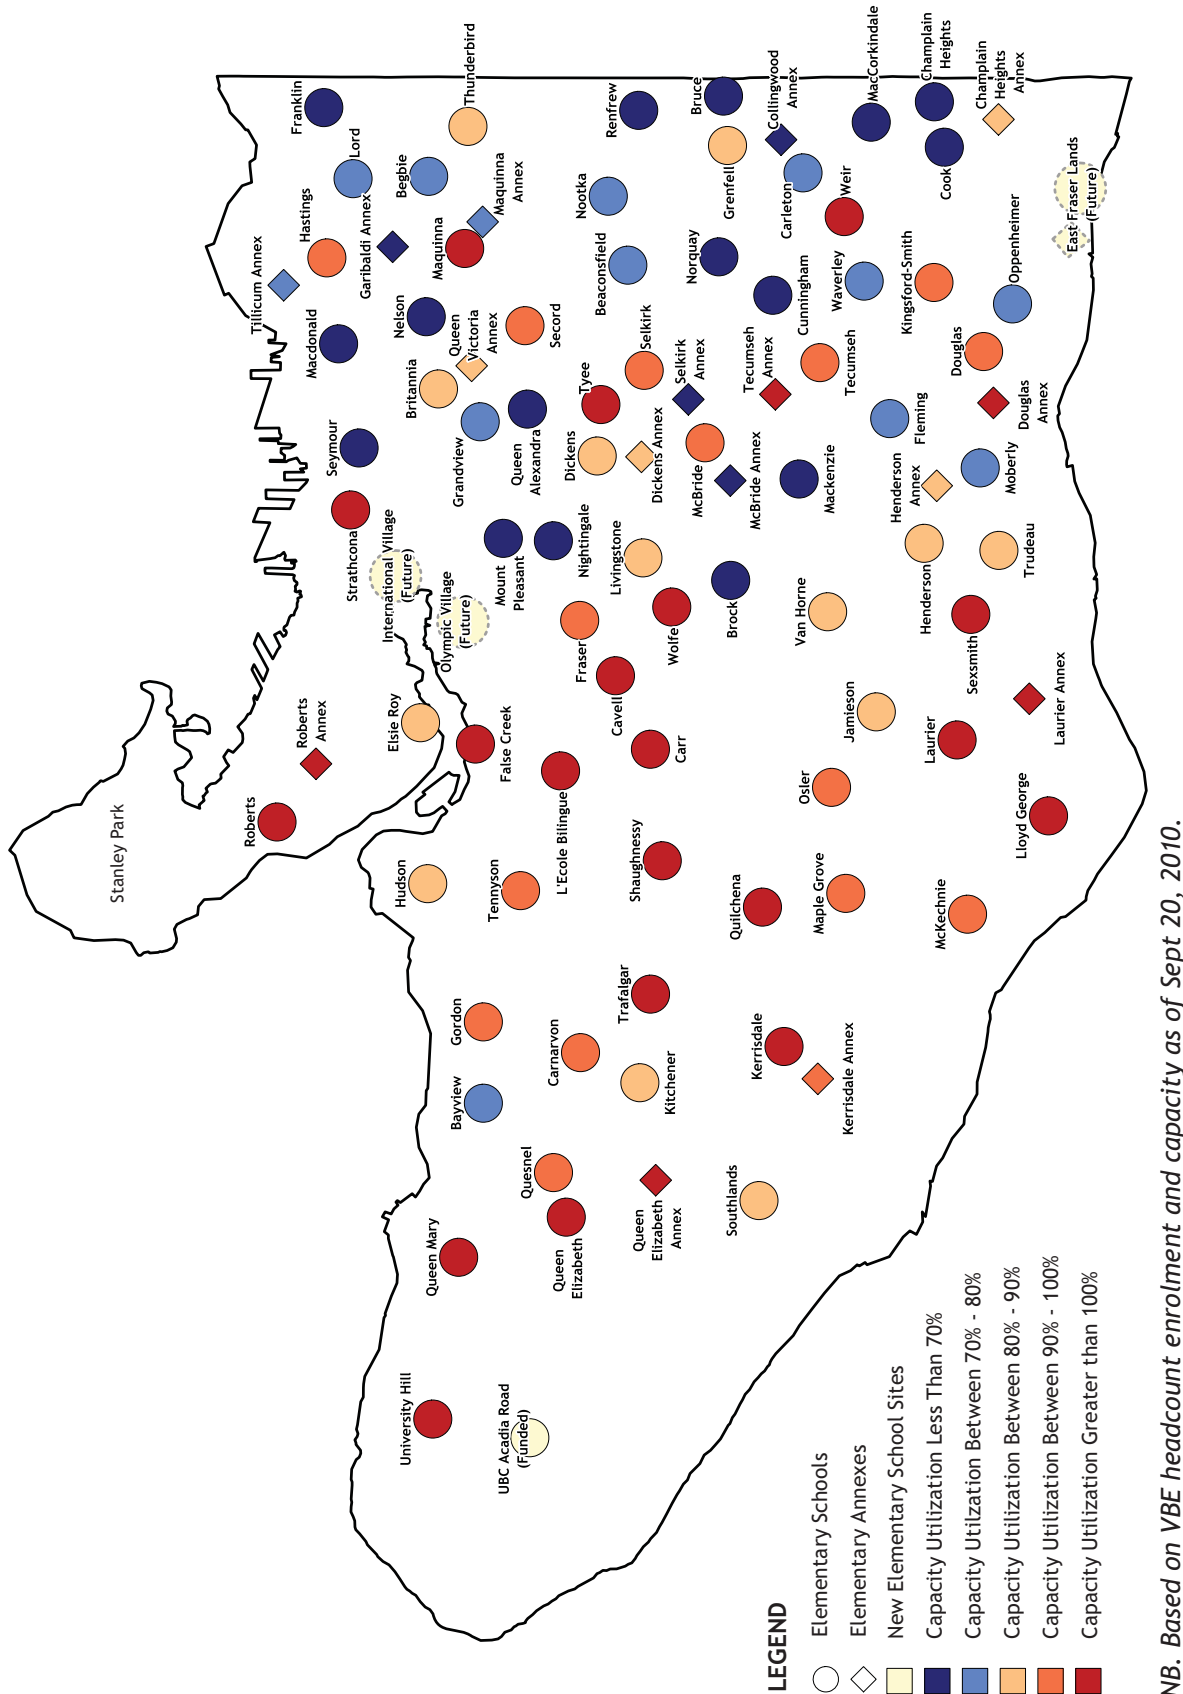 Stanley Park
Roberts
Roberts
Annex
Elsie Roy
False Creek
Strathcona
International Village
(Future)
Olympic Village
(Future)
Seymour
Macdonald
Tillicum Annex
Hastings
Franklin
Lord
Garibaldi Annex
Begbie
Thunderbird
Maquinna
Maquinna
Annex
Nelson
Queen
Victoria
Annex
Britannia
Grandview
Secord
Queen
Alexandra
Mount
Pleasant
Nightingale
University Hill
UBC Acadia Road
(Funded)
Queen Mary
Queen
Elizabeth
Quesnel
Queen
Elizabeth
Annex
Bayview
Gordon
Carnarvon
Kitchener
Trafalgar
Hudson
Tennyson
L'Ecole Bilingue
Shaughnessy
Carr
Cavell
Fraser
Wolfe
Livingstone
Dickens
Dickens Annex
Tyee
Selkirk
Selkirk
Annex
Beaconsfield
Nootka
Renfrew
Bruce
Grenfell
Collingwood
Annex
Norquay
Carleton
Weir
MacCorkindale
Champlain
Heights
Champlain
Heights
Annex
Cook
Cunningham
Waverley
Kingsford-Smith
Tecumseh
Annex
Tecumseh
McBride
McBride Annex
Mackenzie
Brock
Van Horne
Fleming
Henderson
Annex
Henderson
Moberly
Trudeau
Douglas
Douglas
Annex
Oppenheimer
East Fraser Lands
(Future)
Sexsmith
Jamieson
Laurier
Laurier Annex
Osler
Lloyd George
Quilchena
Maple Grove
McKechnie
Kerrisdale
Kerrisdale Annex
Southlands
LEGEND
Elementary Schools
Elementary Annexes
New Elementary School Sites
Capacity Utilization Less Than 70%
Capacity Utilzation Between 70% - 80%
Capacity Utilization Between 80% - 90%
Capacity Utilization Between 90% - 100%
Capacity Utilization Greater than 100%
NB. Based on VBE headcount enrolment and capacity as of Sept 20, 2010.